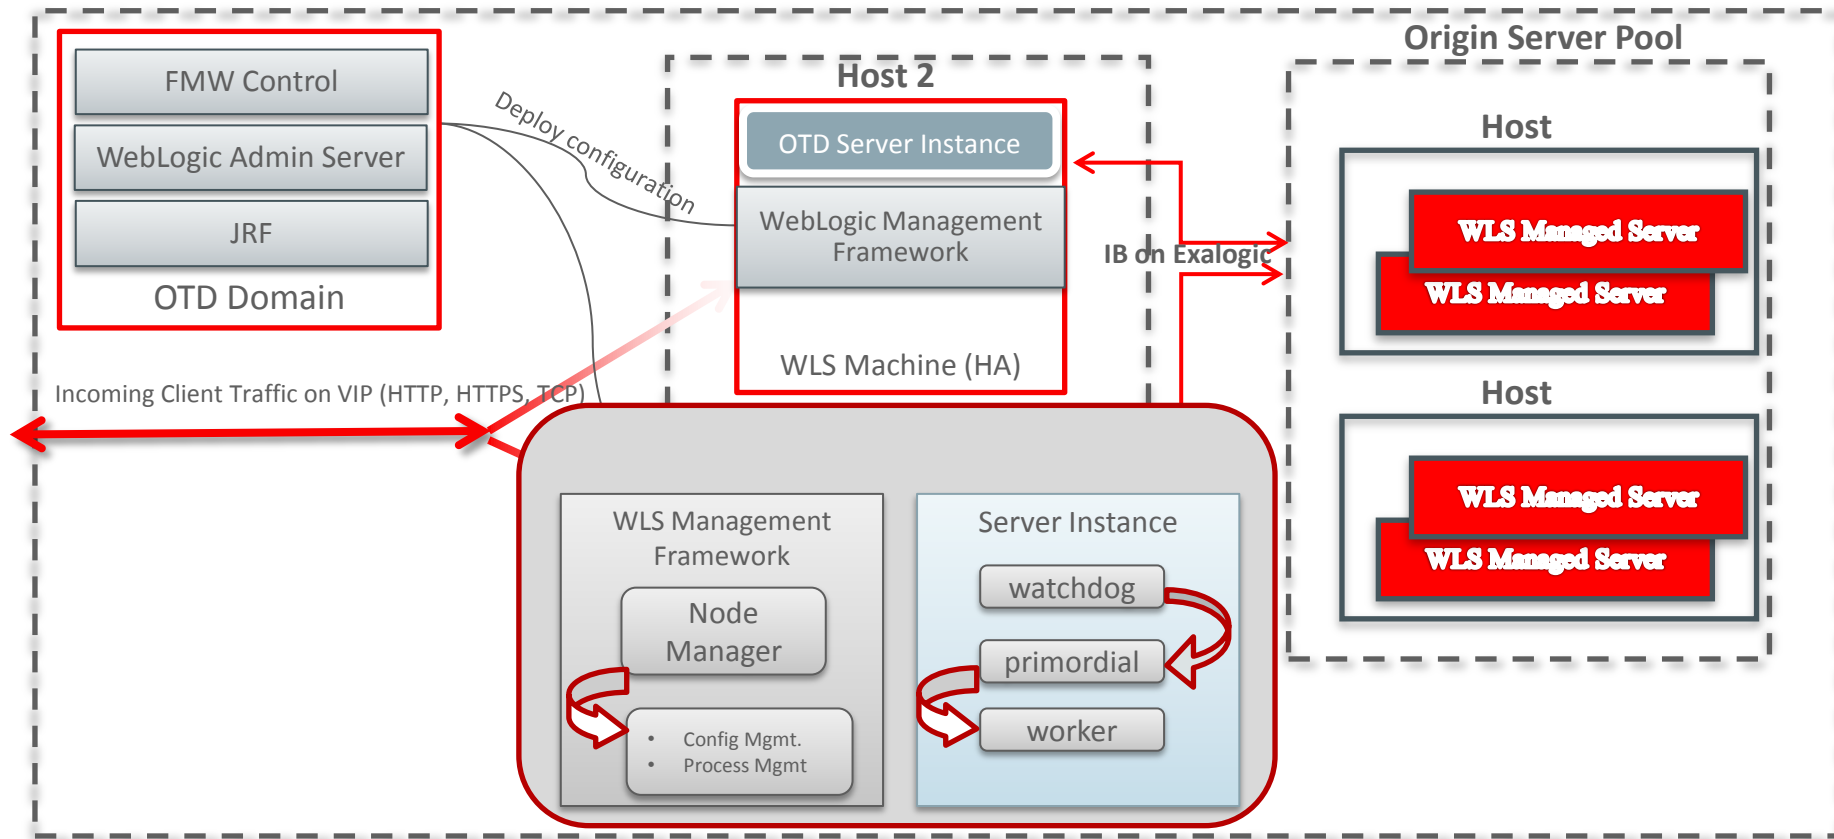 FMW Control
WebLogic Admin Server
JRF
OTD Domain
Deploy configuration
Host 2
OTD Server Instance
WebLogic Management
Framework
WLS Machine (HA)
IB on Exalogic
Incoming Client Traffic on VIP (HTTP, HTTPS, TCP)
Origin Server Pool
Host
WLS Managed Server
WLS Managed Server
Host
WLS Managed Server
WLS Managed Server
WLS Management
Framework
Node
Manager
• Config Mgmt.
• Process Mgmt
Server Instance
watchdog
primordial
worker